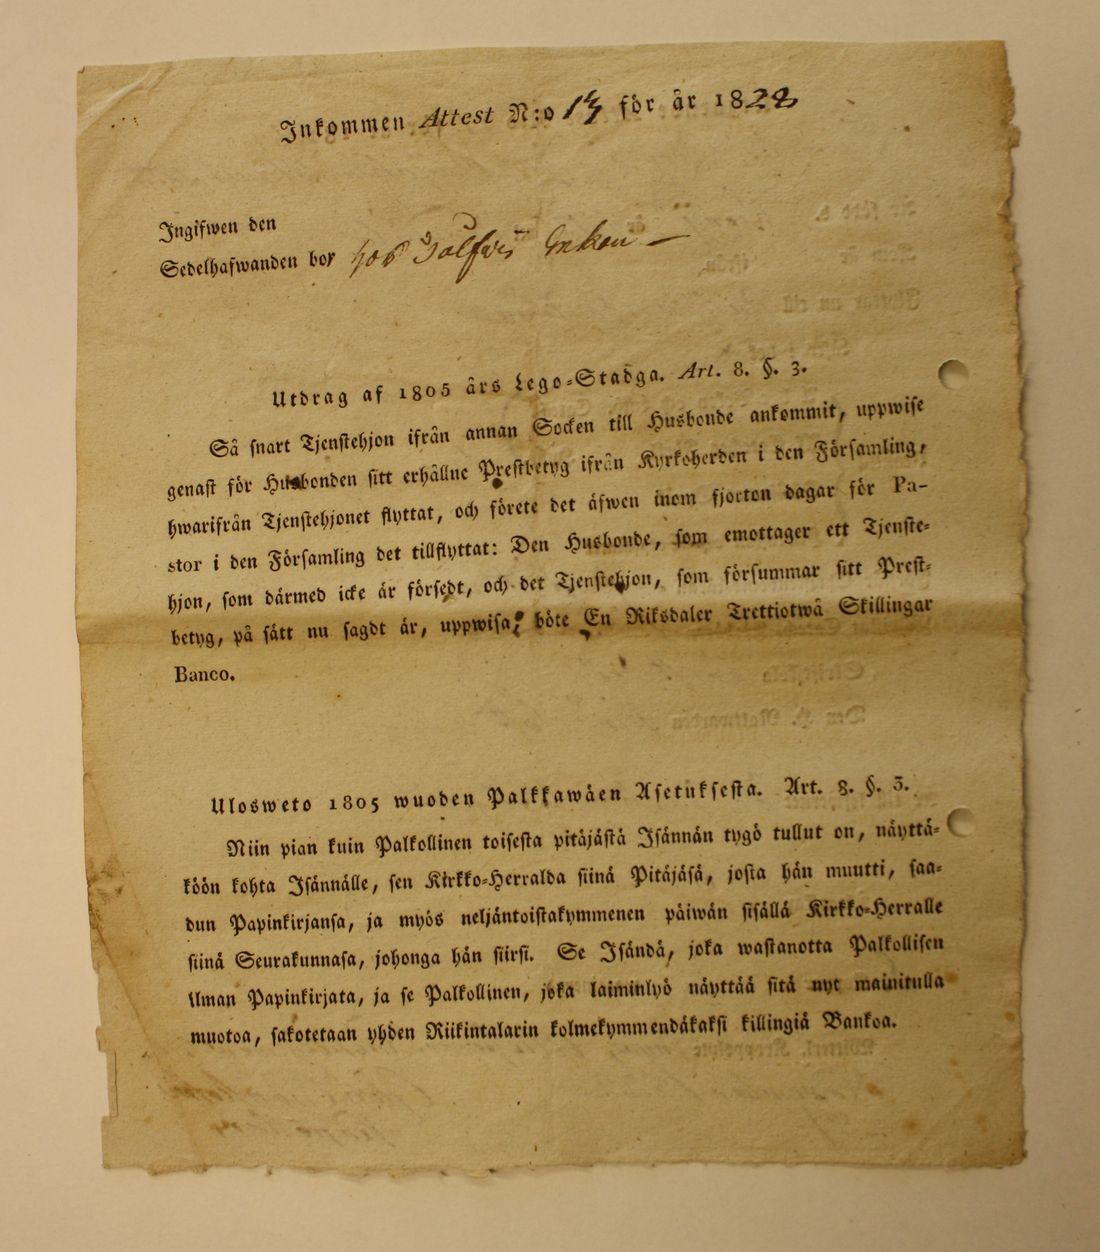 Inkommen Attest N:o 13 för år 1828
Ingifwen den
Sedelhafwanden bor hos Enkan —
Utdrag af 1805 års Lego-Stadga. Art. 8. §. 3.
Så snart Tjenstehjon ifrån annan Socken till Husbonde ankommit, uppwise
genast för Husbonden sitt erhållne Prestbetyg ifrån Kyrkoherden i den Församling,
hwarifrån Tjenstehjonet flyttat, och förete det äfwen inom fjorton dagar för Pa-
stor i den Församling det tillflyttat: Den Husbonde, som emottager ett Tjenste-
hjon, som därmed icke är försedt, och det Tjenstehjon, som försummar sitt Prest-
betyg, på sätt nu sagdt är, uppwisa, böte En Riksdaler Trettiotwå Skillingar
Banco.
Ulosweto 1805 wuoden Palkkawäen Asetuksesta. Art. 8. §. 3.
Niin pian kuin Palkollinen toisesta pitäjästä Isännän tygö tullut on, näyttä-
köön kohta Isännälle, sen Kirkko-Herralda siinä Pitäjäsä, josta hän muutti, saa-
dun Papinkirjansa, ja myös neljäntoistakymmenen päiwän sisällä Kirkko-Herralle
siinä Seurakunnasa, johonga hän siirsi. Se Isändä, joka wastanotta Palkollisen
ilman Papinkirjata, ja se Palkollinen, joka laiminlyö näyttää sitä nyt mainitulla
muotoa, sakotetaan yhden Riikintalarin kolmekymmendäkaksi killingiä Bankoa.